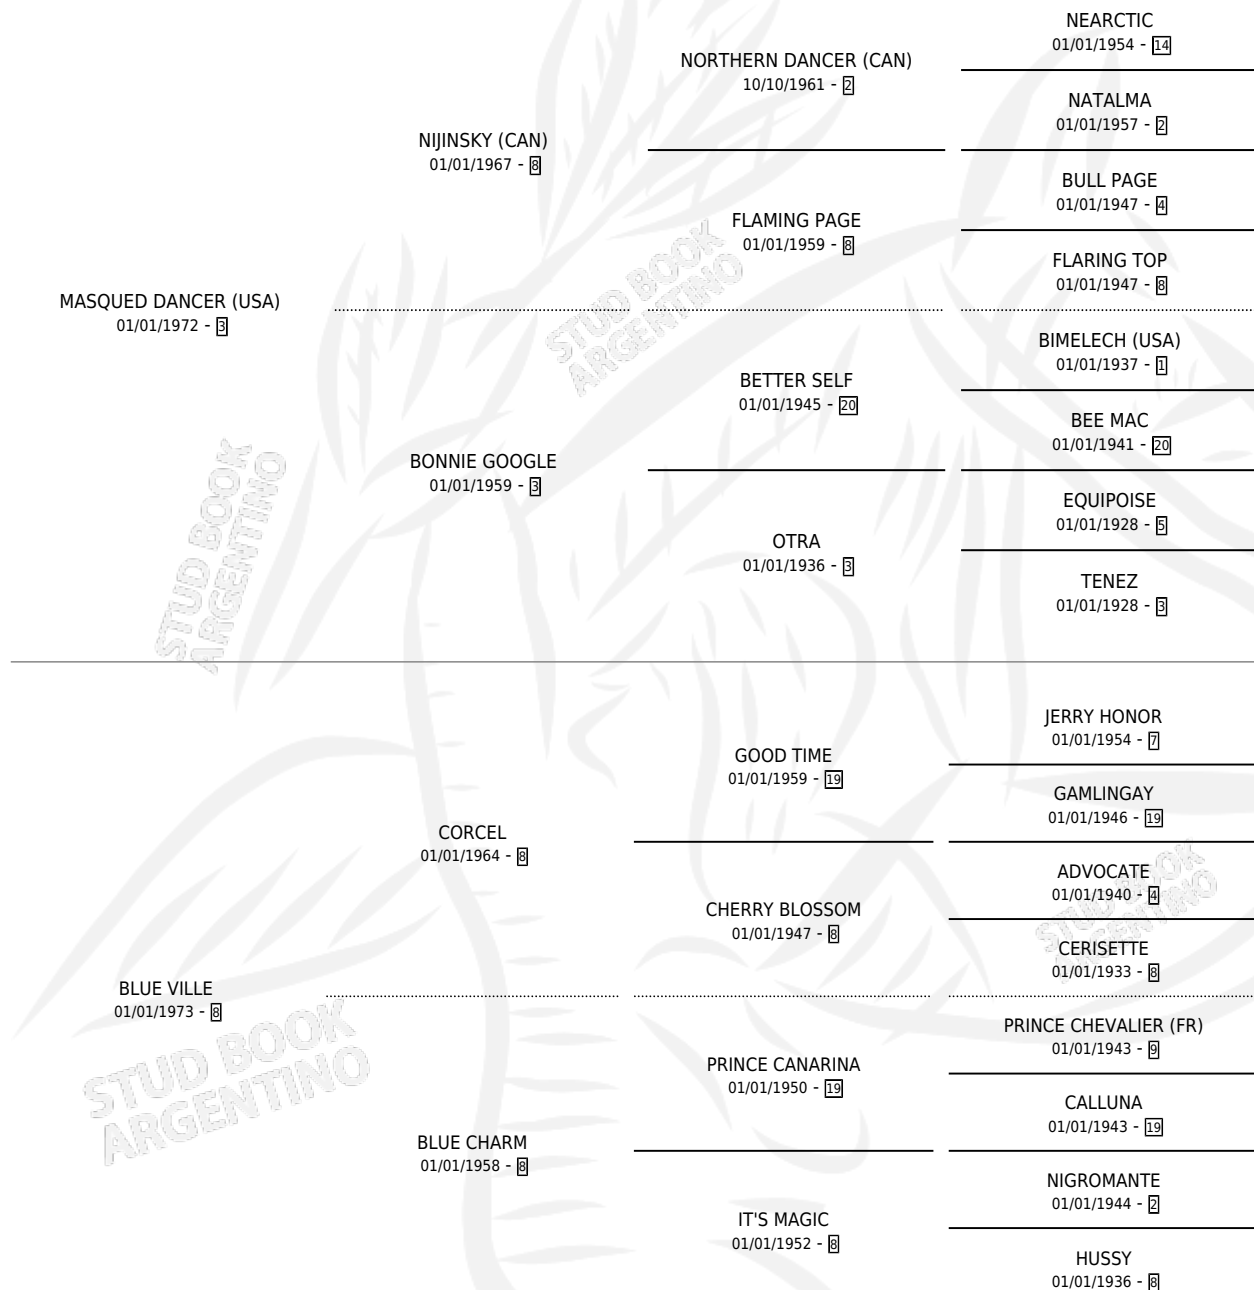 NEARCTIC
01/01/1954 - 14
NORTHERN DANCER (CAN)
10/10/1961 - 2
NATALMA
01/01/1957 - 2
NIJINSKY (CAN)
01/01/1967 - 8
BULL PAGE
01/01/1947 - 4
FLAMING PAGE
01/01/1959 - 8
FLARING TOP
01/01/1947 - 8
MASQUED DANCER (USA)
01/01/1972 - 3
BIMELECH (USA)
01/01/1937 - 1
BETTER SELF
01/01/1945 - 20
BEE MAC
01/01/1941 - 20
BONNIE GOOGLE
01/01/1959 - 3
EQUIPOISE
01/01/1928 - 5
OTRA
01/01/1936 - 3
TENEZ
01/01/1928 - 3
JERRY HONOR
01/01/1954 - 7
GOOD TIME
01/01/1959 - 19
GAMLINGAY
01/01/1946 - 19
CORCEL
01/01/1964 - 8
ADVOCATE
01/01/1940 - 4
CHERRY BLOSSOM
01/01/1947 - 8
CERISETTE
01/01/1933 - 8
BLUE VILLE
01/01/1973 - 8
PRINCE CHEVALIER (FR)
01/01/1943 - 9
PRINCE CANARINA
01/01/1950 - 19
CALLUNA
01/01/1943 - 19
BLUE CHARM
01/01/1958 - 8
NIGROMANTE
01/01/1944 - 2
IT'S MAGIC
01/01/1952 - 8
HUSSY
01/01/1936 - 8
STUD BOOK
ARGENTINO
STUD BOOK
ARGENTINO
STUD BOOK
ARGENTINO
STUD BOOK
ARGENTINO